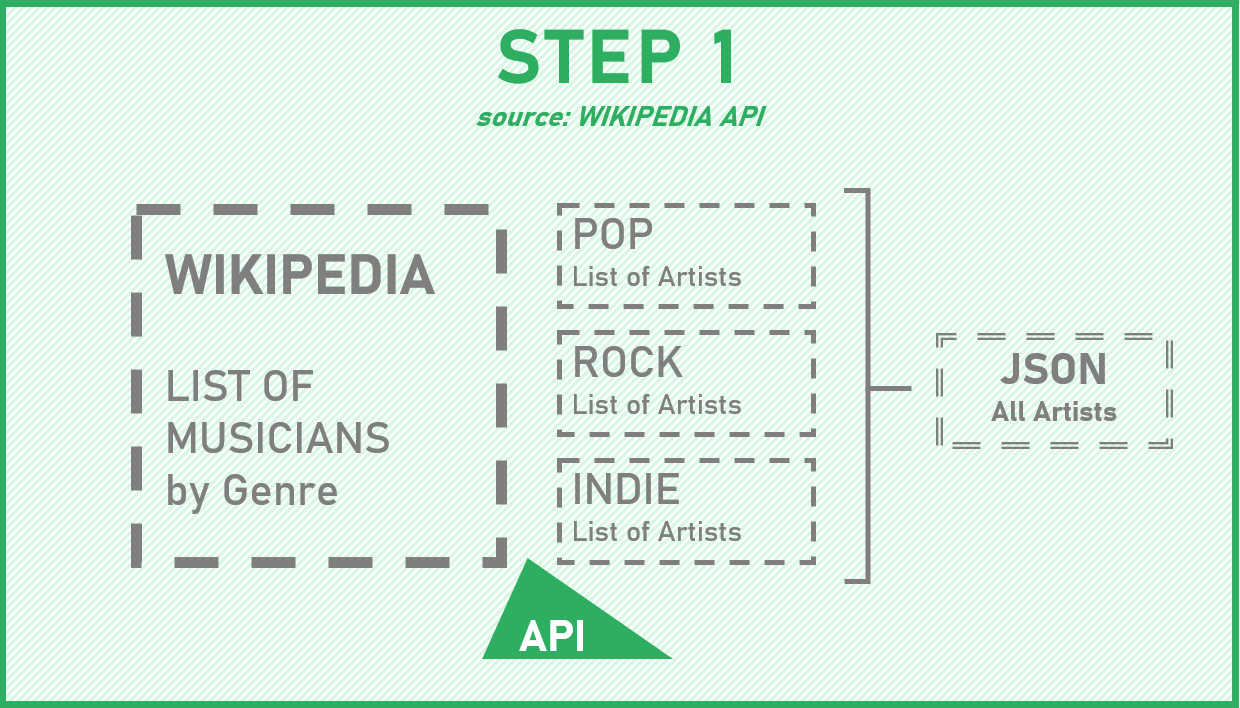 STEP 1
source: WIKIPEDIA API
WIKIPEDIA
LIST OF
MUSICIANS
by Genre
POP
List of Artists
ROCK
List of Artists
INDIE
List of Artists
JSON
All Artists
API